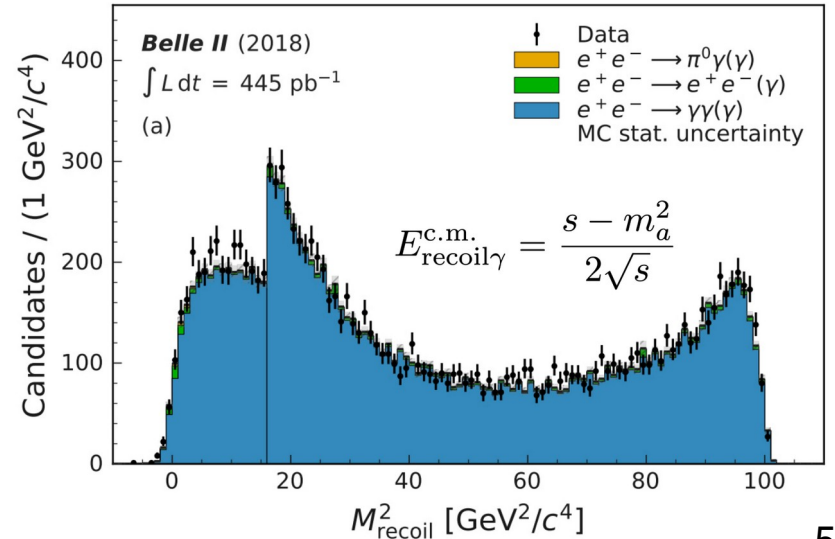 Belle II (2018)
∫ L dt = 445 pb⁻¹
(a)
Data
e⁺e⁻ → π⁰γ(γ)
e⁺e⁻ → e⁺e⁻(γ)
e⁺e⁻ → γγ(γ)
MC stat. uncertainty
E^{c.m.}_{recoilγ} = (s − m_a²) / (2√s)
Candidates / (1 GeV²/c⁴)
400
300
200
100
0
0 20 40 60 80 100
M²_recoil [GeV²/c⁴]
5